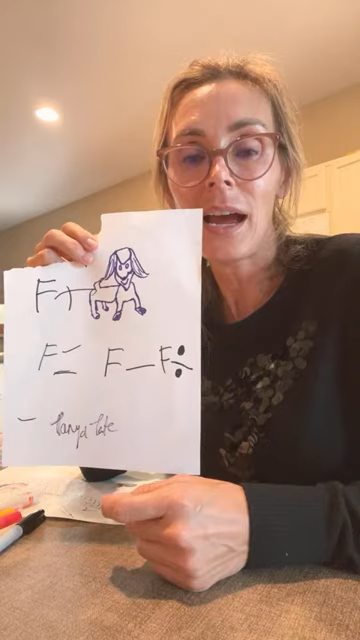 F+
F= F-F÷
- Tanya Tate